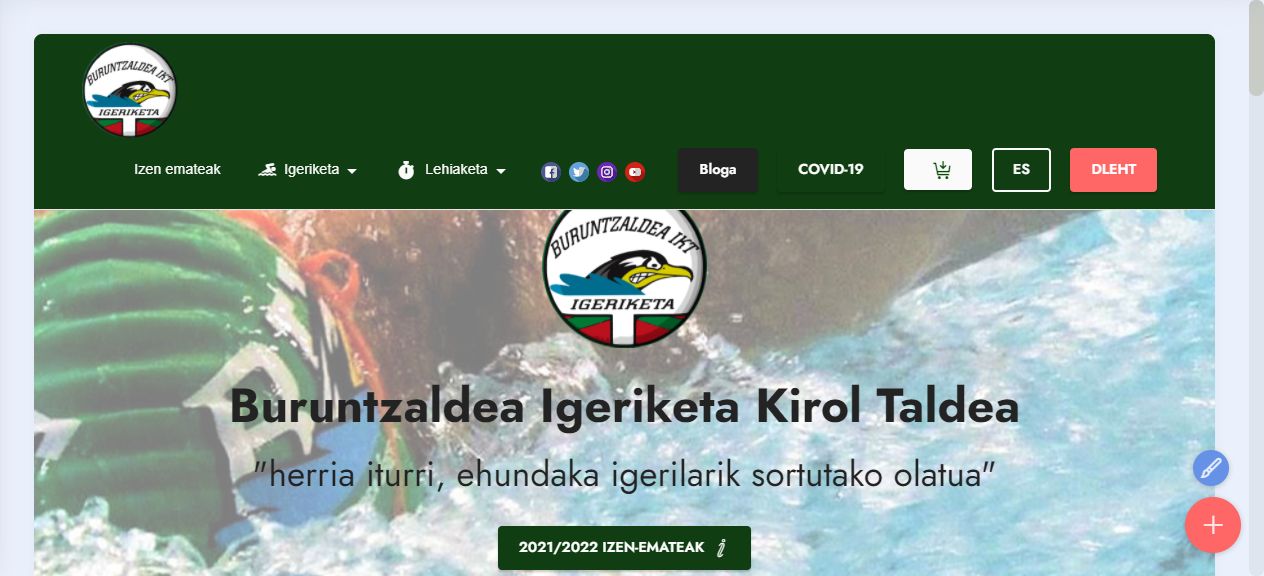 BURUNTZALDEA IKT
IGERIKETA
Izen emateak
Igeriketa
Lehiaketa
Bloga
COVID-19
ES
DLEHT
BURUNTZALDEA IKT
IGERIKETA
Buruntzaldea Igeriketa Kirol Taldea
"herria iturri, ehundaka igerilarik sortutako olatua"
2021/2022 IZEN-EMATEAK